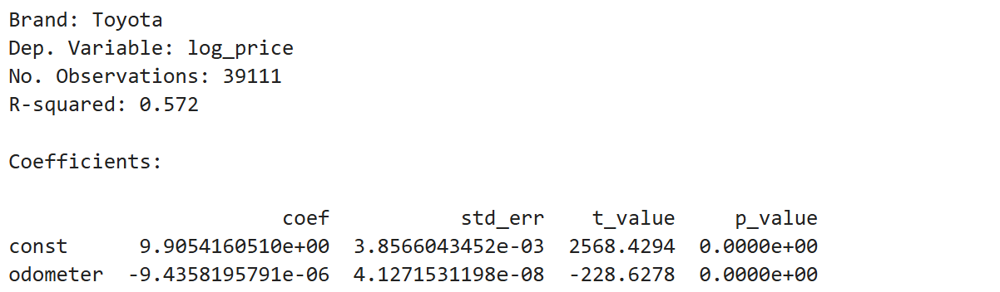 Brand: Toyota
Dep. Variable: log_price
No. Observations: 39111
R-squared: 0.572
Coefficients:
coef std_err t_value p_value
const 9.9054160510e+00 3.8566043452e-03 2568.4294 0.0000e+00
odometer -9.4358195791e-06 4.1271531198e-08 -228.6278 0.0000e+00